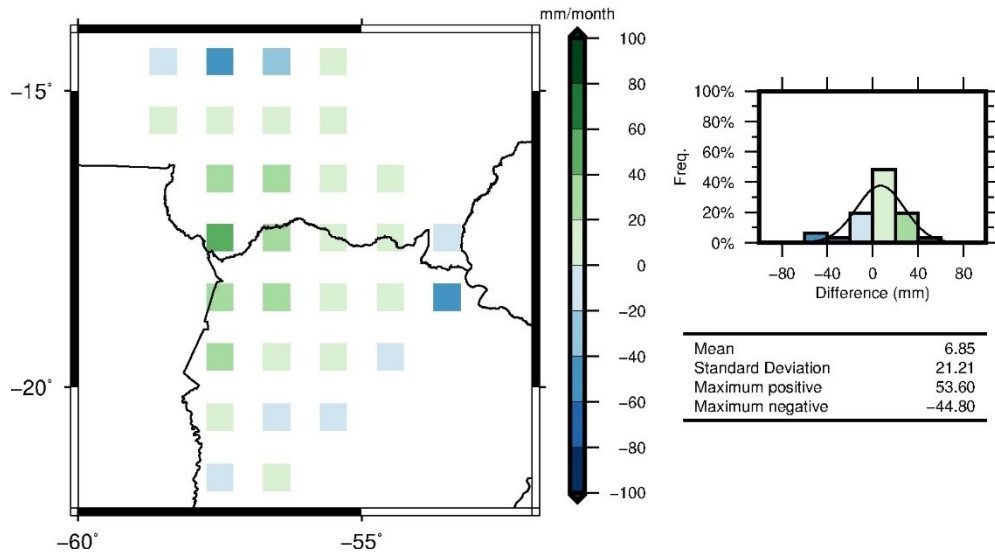 mm/month
−15˚
−20˚
−60˚
−55˚
100
80
60
40
20
0
−20
−40
−60
−80
−100
100%
80%
60%
40%
20%
0%
Freq.
−80 −40 0 40 80
Difference (mm)
Mean 6.85
Standard Deviation 21.21
Maximum positive 53.60
Maximum negative −44.80